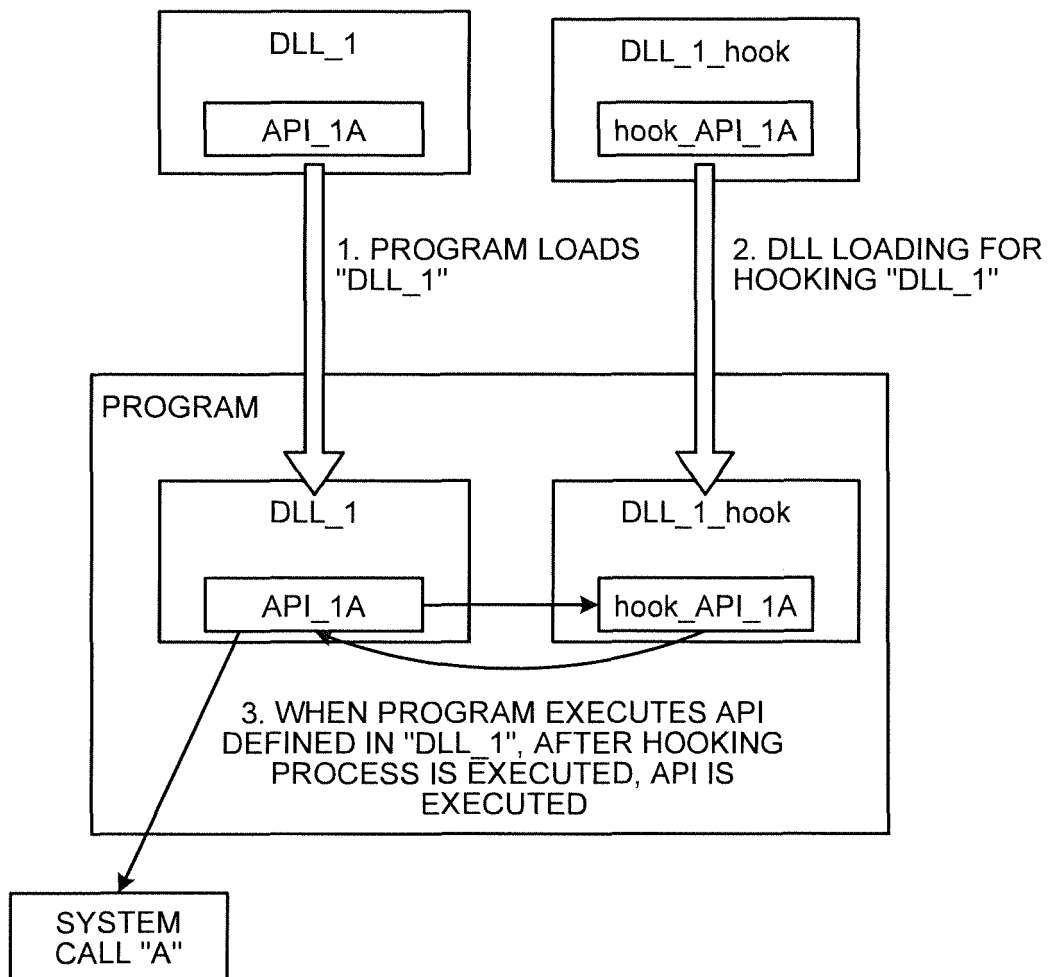 DLL_1
API_1A
DLL_1_hook
hook_API_1A
1. PROGRAM LOADS
"DLL_1"
2. DLL LOADING FOR
HOOKING "DLL_1"
PROGRAM
DLL_1
API_1A
DLL_1_hook
hook_API_1A
3. WHEN PROGRAM EXECUTES API
DEFINED IN "DLL_1", AFTER HOOKING
PROCESS IS EXECUTED, API IS
EXECUTED
SYSTEM
CALL "A"